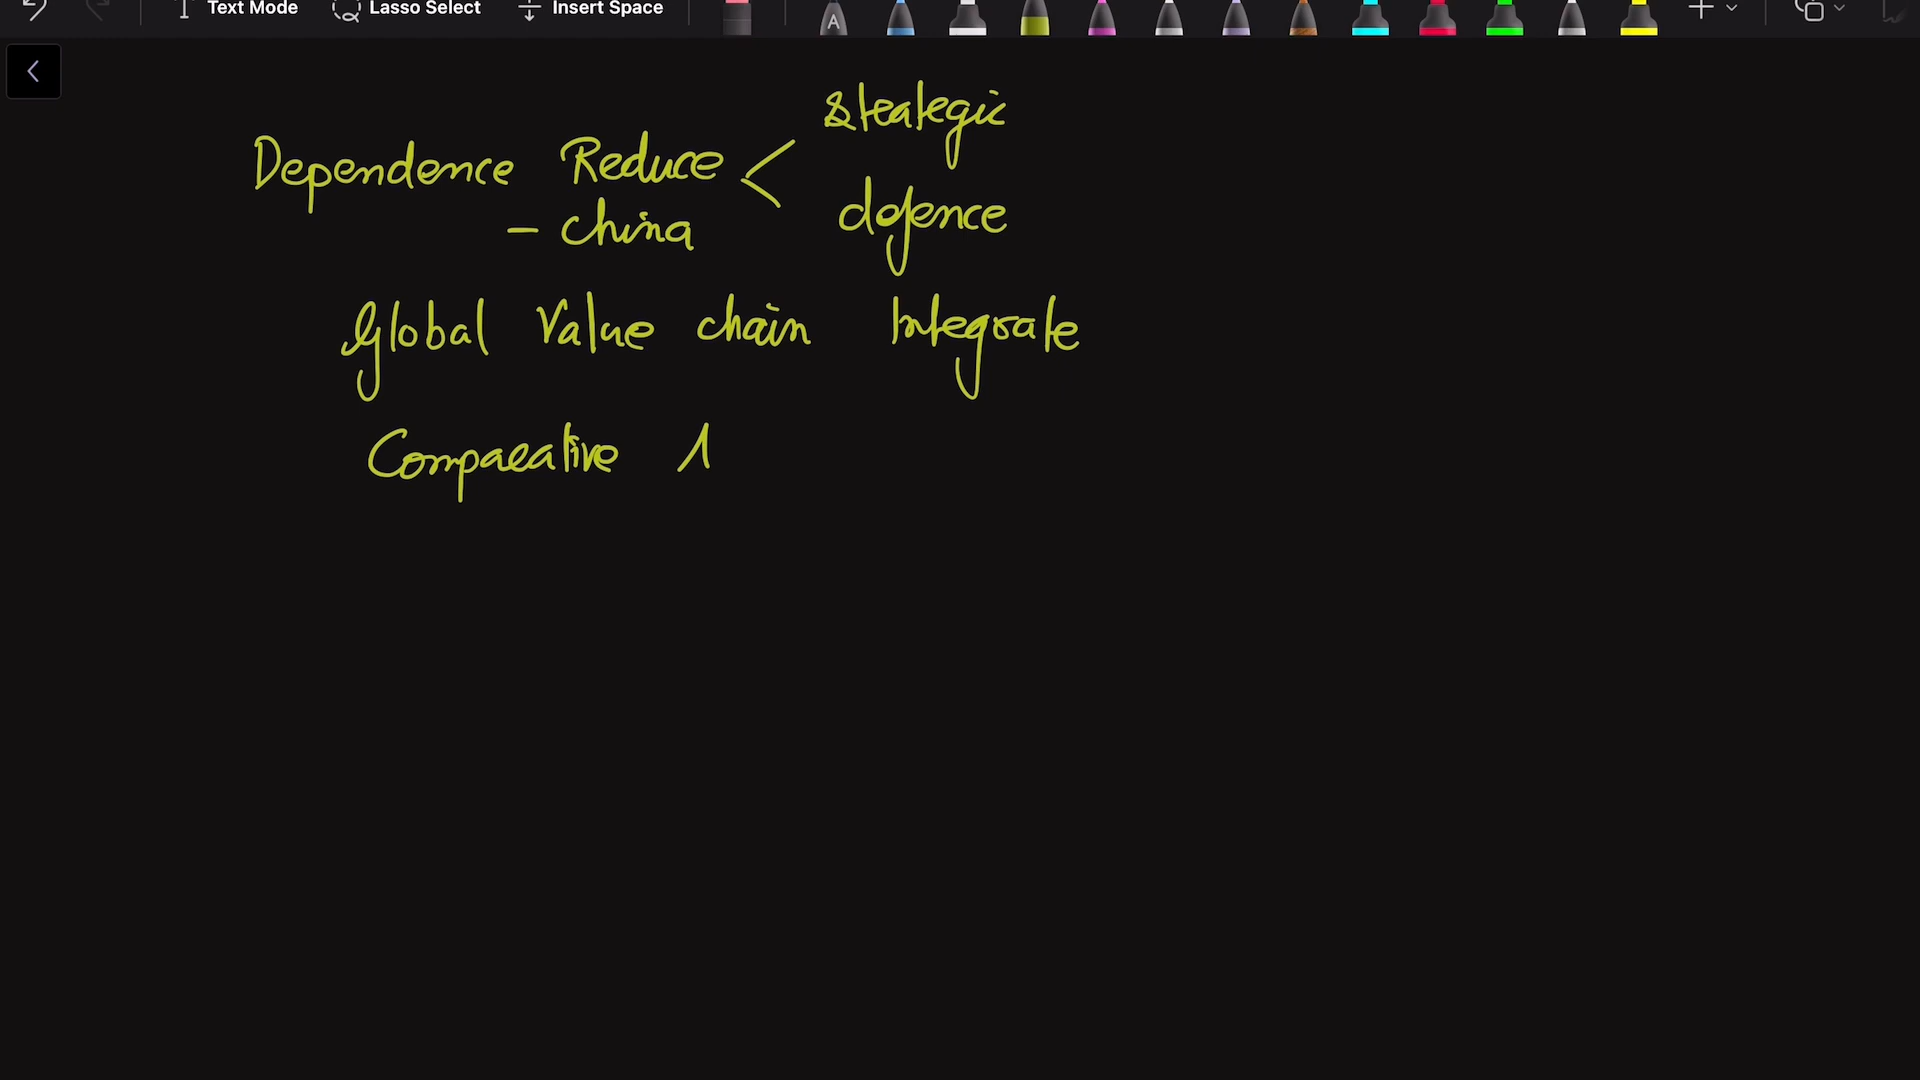 Text Mode Lasso Select Insert Space A
Strategic
Dependence Reduce <
- China defence
Global Value chain Integrate
Comparative